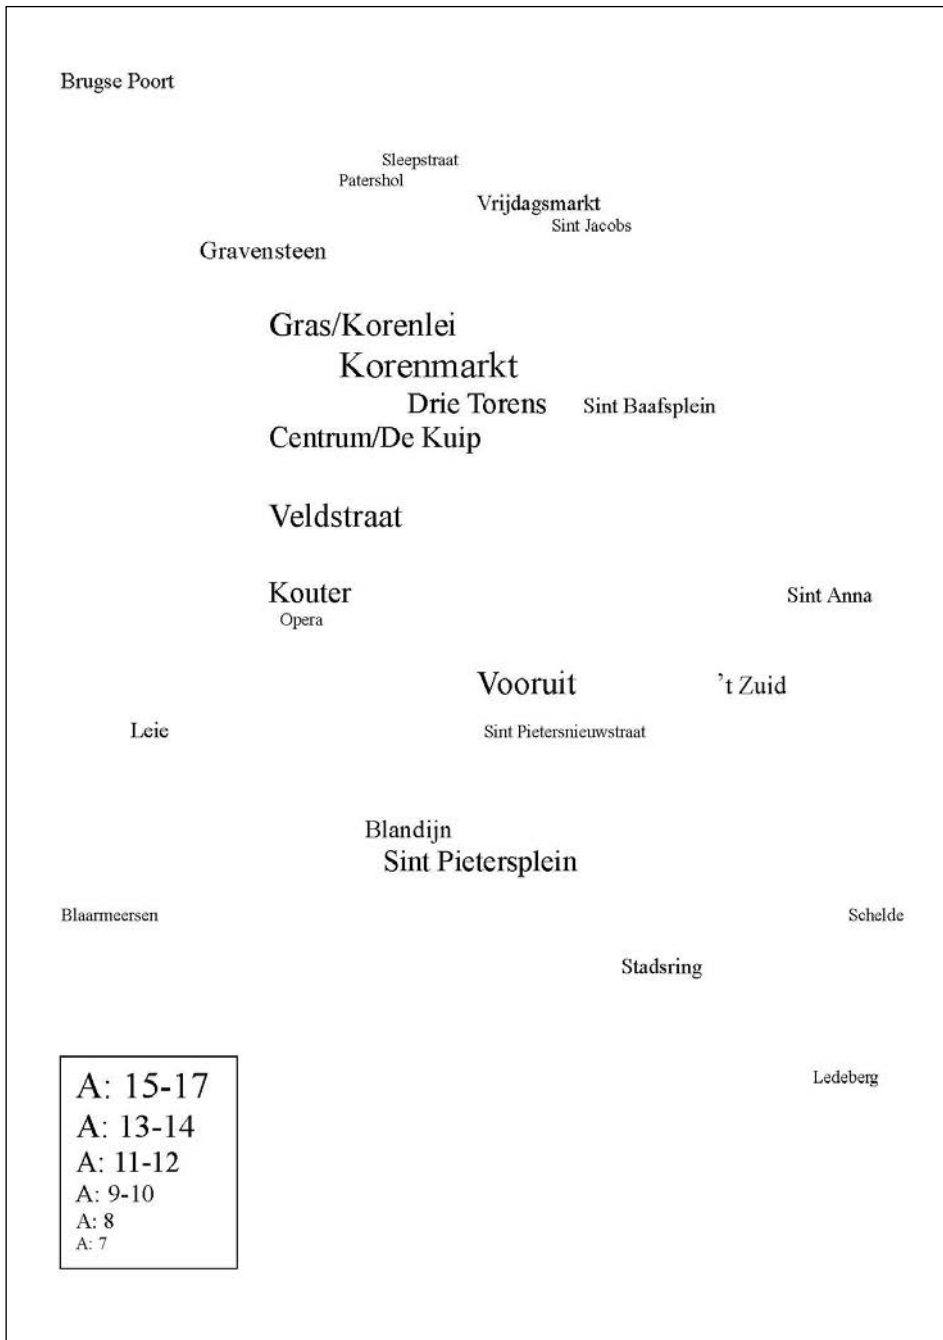 Brugse Poort
Sleepstraat
Patershol
Vrijdagsmarkt
Sint Jacobs
Gravensteen
Gras/Korenlei
Korenmarkt
Drie Torens Sint Baafsplein
Centrum/De Kuip
Veldstraat
Kouter Sint Anna
Opera
Vooruit ’t Zuid
Leie Sint Pietersnieuwstraat
Blandijn
Sint Pietersplein
Blaarmeersen Schelde
Stadsring
Ledeberg
A: 15-17
A: 13-14
A: 11-12
A: 9-10
A: 8
A: 7